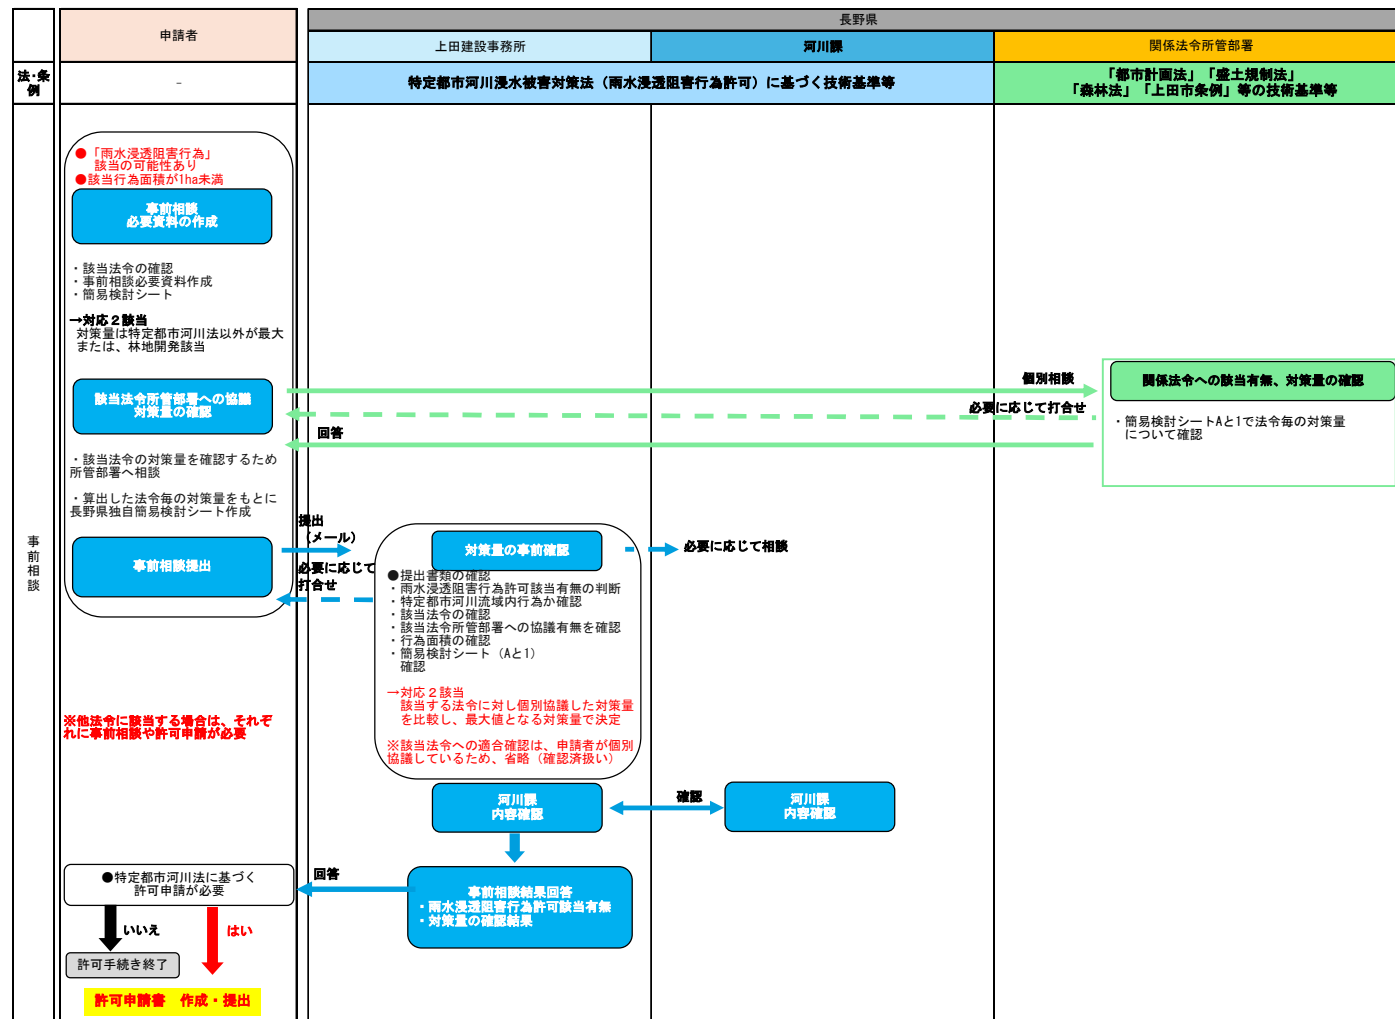 長野県
申請者
上田建設事務所
河川課
関係法令所管部署
法・条
例
-
特定都市河川浸水被害対策法（雨水浸透阻害行為許可）に基づく技術基準等
「都市計画法」「盛土規制法」
「森林法」「上田市条例」等の技術基準等
事前相談
●「雨水浸透阻害行為」
該当の可能性あり
●該当行為面積が1ha未満
事前相談
必要資料の作成
・該当法令の確認
・事前相談必要資料作成
・簡易検討シート
→対応２該当
対策量は特定都市河川法以外が最大
または、林地開発該当
該当法令所管部署への協議
対策量の確認
個別相談
必要に応じて打合せ
回答
関係法令への該当有無、対策量の確認
・簡易検討シートAと1で法令毎の対策量
について確認
・該当法令の対策量を確認するため
所管部署へ相談
・算出した法令毎の対策量をもとに
長野県独自簡易検討シート作成
事前相談提出
提出
（メール）
必要に応じて
打合せ
対策量の事前確認
必要に応じて相談
●提出書類の確認
・雨水浸透阻害行為許可該当有無の判断
・特定都市河川流域内行為か確認
・該当法令の確認
・該当法令所管部署への協議有無を確認
・行為面積の確認
・簡易検討シート（Aと1）
確認
→対応２該当
該当する法令に対し個別協議した対策量
を比較し、最大値となる対策量で決定
※該当法令への適合確認は、申請者が個別
協議しているため、省略（確認済扱い）
※他法令に該当する場合は、それぞ
れに事前相談や許可申請が必要
河川課
内容確認
確認
河川課
内容確認
事前相談結果回答
・雨水浸透阻害行為許可該当有無
・対策量の確認結果
回答
●特定都市河川法に基づく
許可申請が必要
いいえ
はい
許可手続き終了
許可申請書　作成・提出